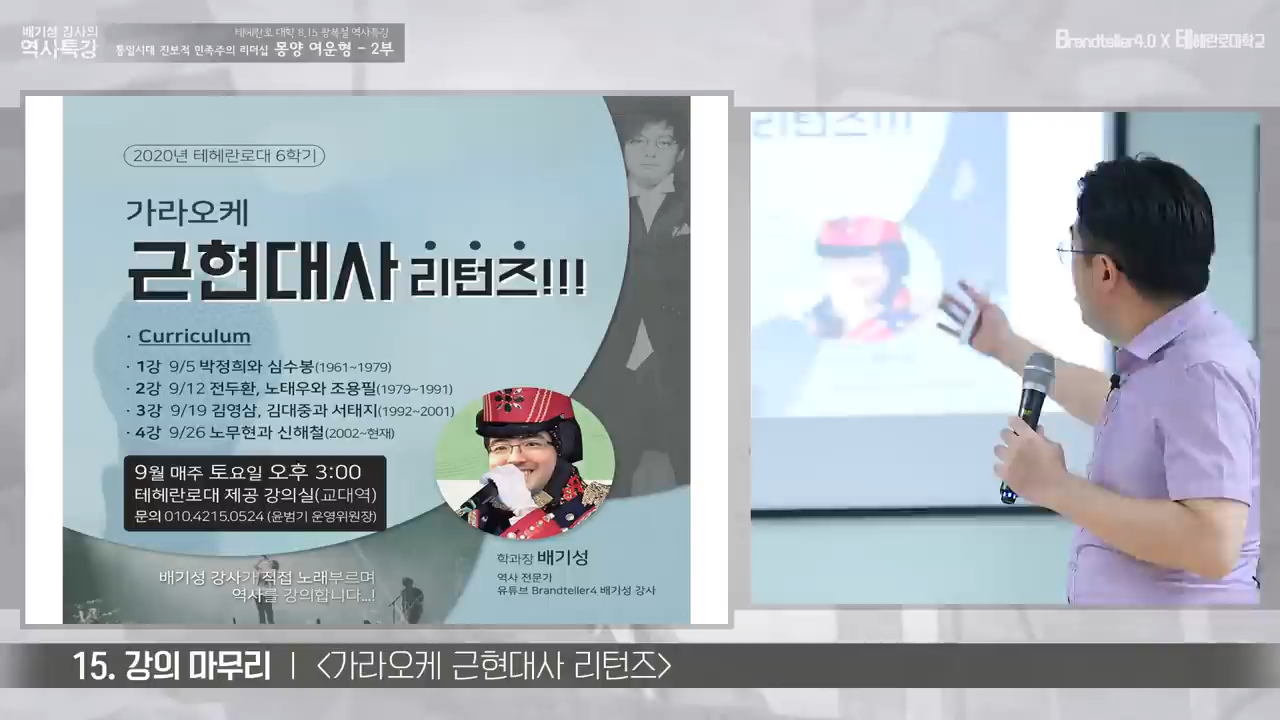 배기성 강사의
역사특강
테헤란로 대학 8.15 광복절 역사특강
통일시대 진보적 민족주의 리더십 몽양 여운형 - 2부
Brandteller4.0 X 테헤란로대학교
2020년 테헤란로대 6학기
가라오케
근현대사 리턴즈!!!
· Curriculum
· 1강 9/5 박정희와 심수봉(1961~1979)
· 2강 9/12 전두환, 노태우와 조용필(1979~1991)
· 3강 9/19 김영삼, 김대중과 서태지(1992~2001)
· 4강 9/26 노무현과 신해철(2002~현재)
9월 매주 토요일 오후 3:00
테헤란로대 제공 강의실(교대역)
문의 010.4215.0524 (윤범기 운영위원장)
배기성 강사가 직접 노래부르며
역사를 강의합니다...!
학과장 배기성
역사 전문가
유튜브 Brandteller4 배기성 강사
리턴즈!!!
15. 강의 마무리 | <가라오케 근현대사 리턴즈>